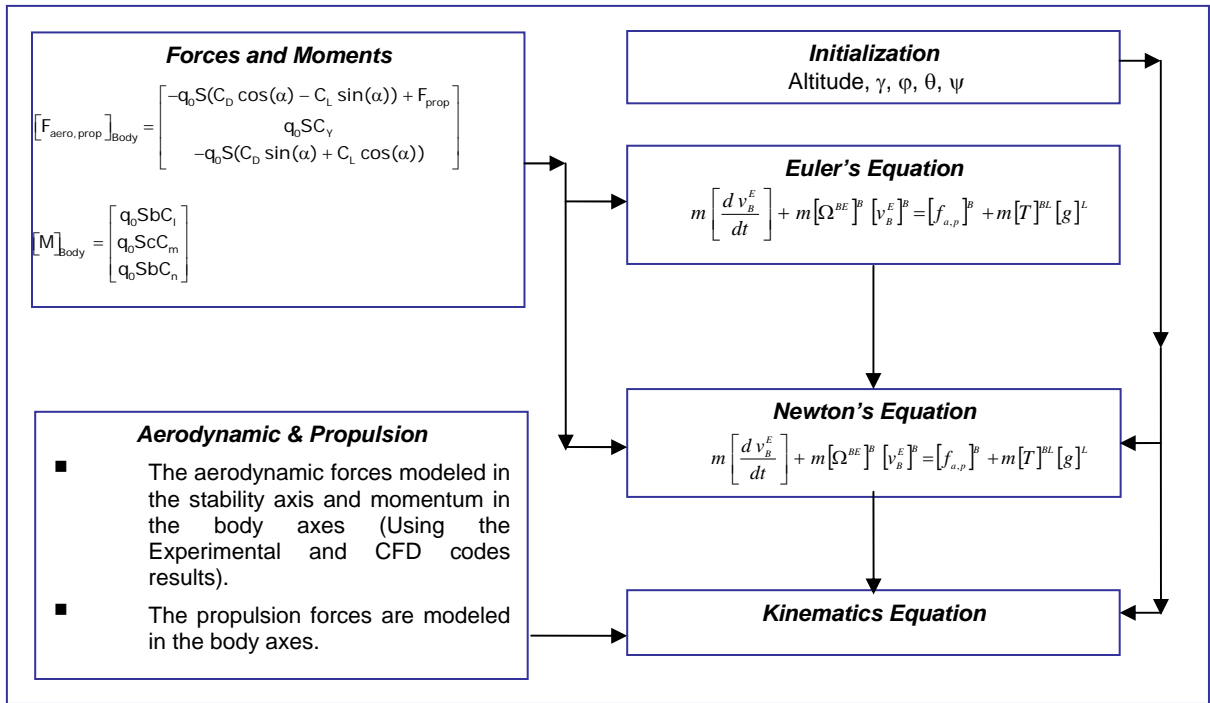 Forces and Moments
[F_aero,prop]_Body = [−q₀S(C_D cos(α) − C_L sin(α)) + F_prop
q₀SC_Y
−q₀S(C_D sin(α) + C_L cos(α))]
[M]_Body = [q₀SbC_l
q₀ScC_m
q₀SbC_n]
Initialization
Altitude, γ, φ, θ, ψ
Euler's Equation
m [d v_B^E / dt] + m[Ω^BE]^B [v_B^E]^B = [f_a,p]^B + m[T]^BL [g]^L
Aerodynamic & Propulsion
▪ The aerodynamic forces modeled in
the stability axis and momentum in
the body axes (Using the
Experimental and CFD codes
results).
▪ The propulsion forces are modeled
in the body axes.
Newton's Equation
m [d v_B^E / dt] + m[Ω^BE]^B [v_B^E]^B = [f_a,p]^B + m[T]^BL [g]^L
Kinematics Equation